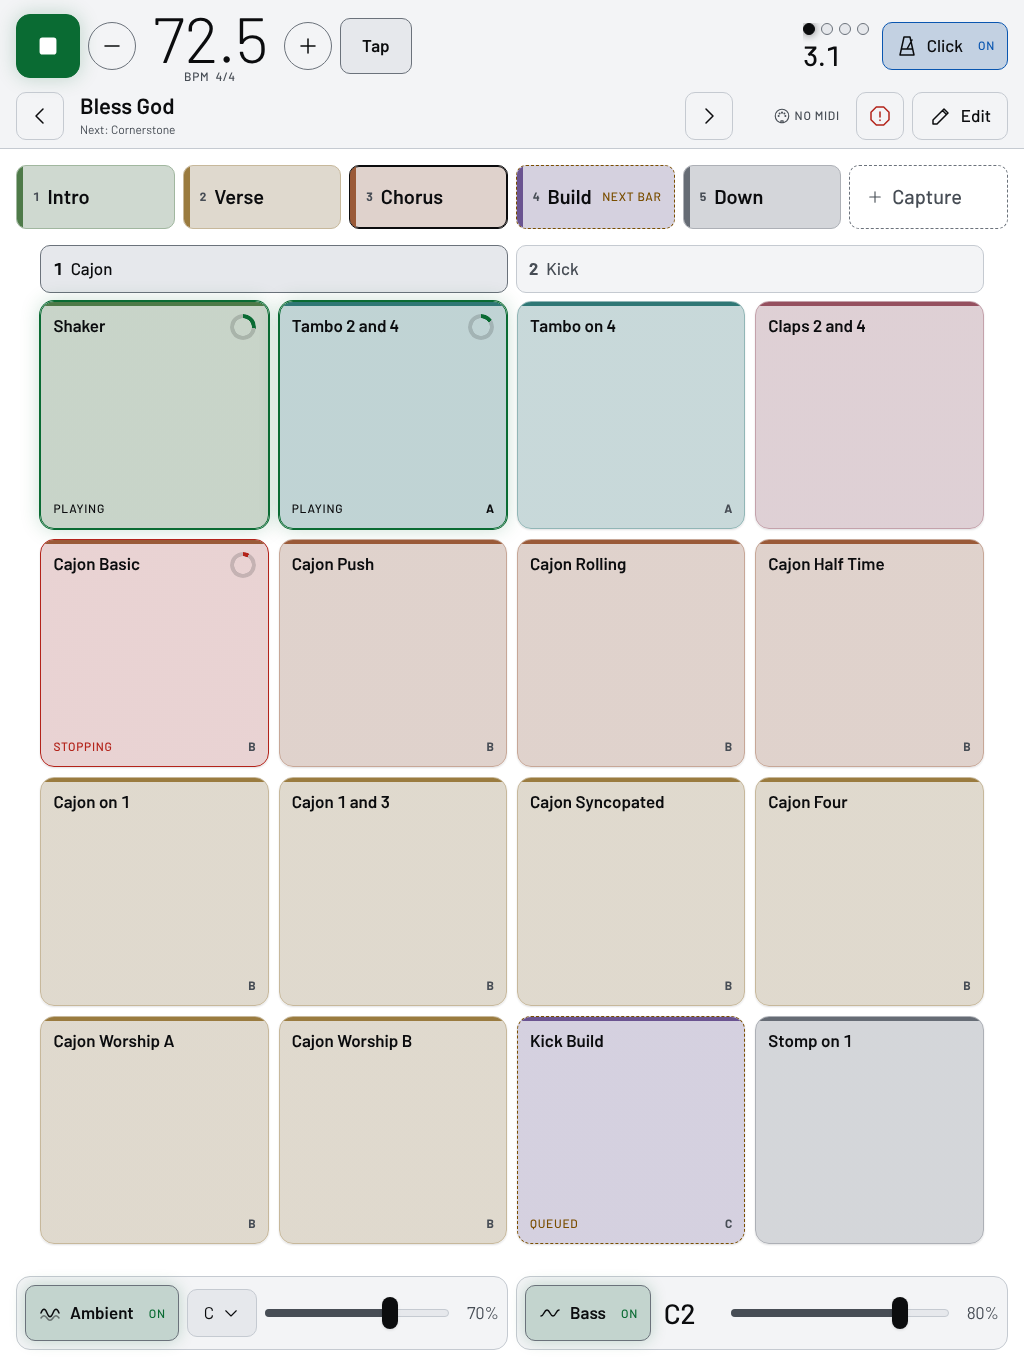 72.5
BPM 4/4
Tap
3.1
Click ON
Bless God
Next: Cornerstone
NO MIDI
Edit
1 Intro
2 Verse
3 Chorus
4 Build NEXT BAR
5 Down
+ Capture
1 Cajon
2 Kick
Shaker
PLAYING
Tambo 2 and 4
PLAYING A
Tambo on 4
A
Claps 2 and 4
Cajon Basic
STOPPING B
Cajon Push
B
Cajon Rolling
B
Cajon Half Time
B
Cajon on 1
B
Cajon 1 and 3
B
Cajon Syncopated
B
Cajon Four
B
Cajon Worship A
B
Cajon Worship B
B
Kick Build
QUEUED C
Stomp on 1
Ambient ON
C
70%
Bass ON
C2
80%